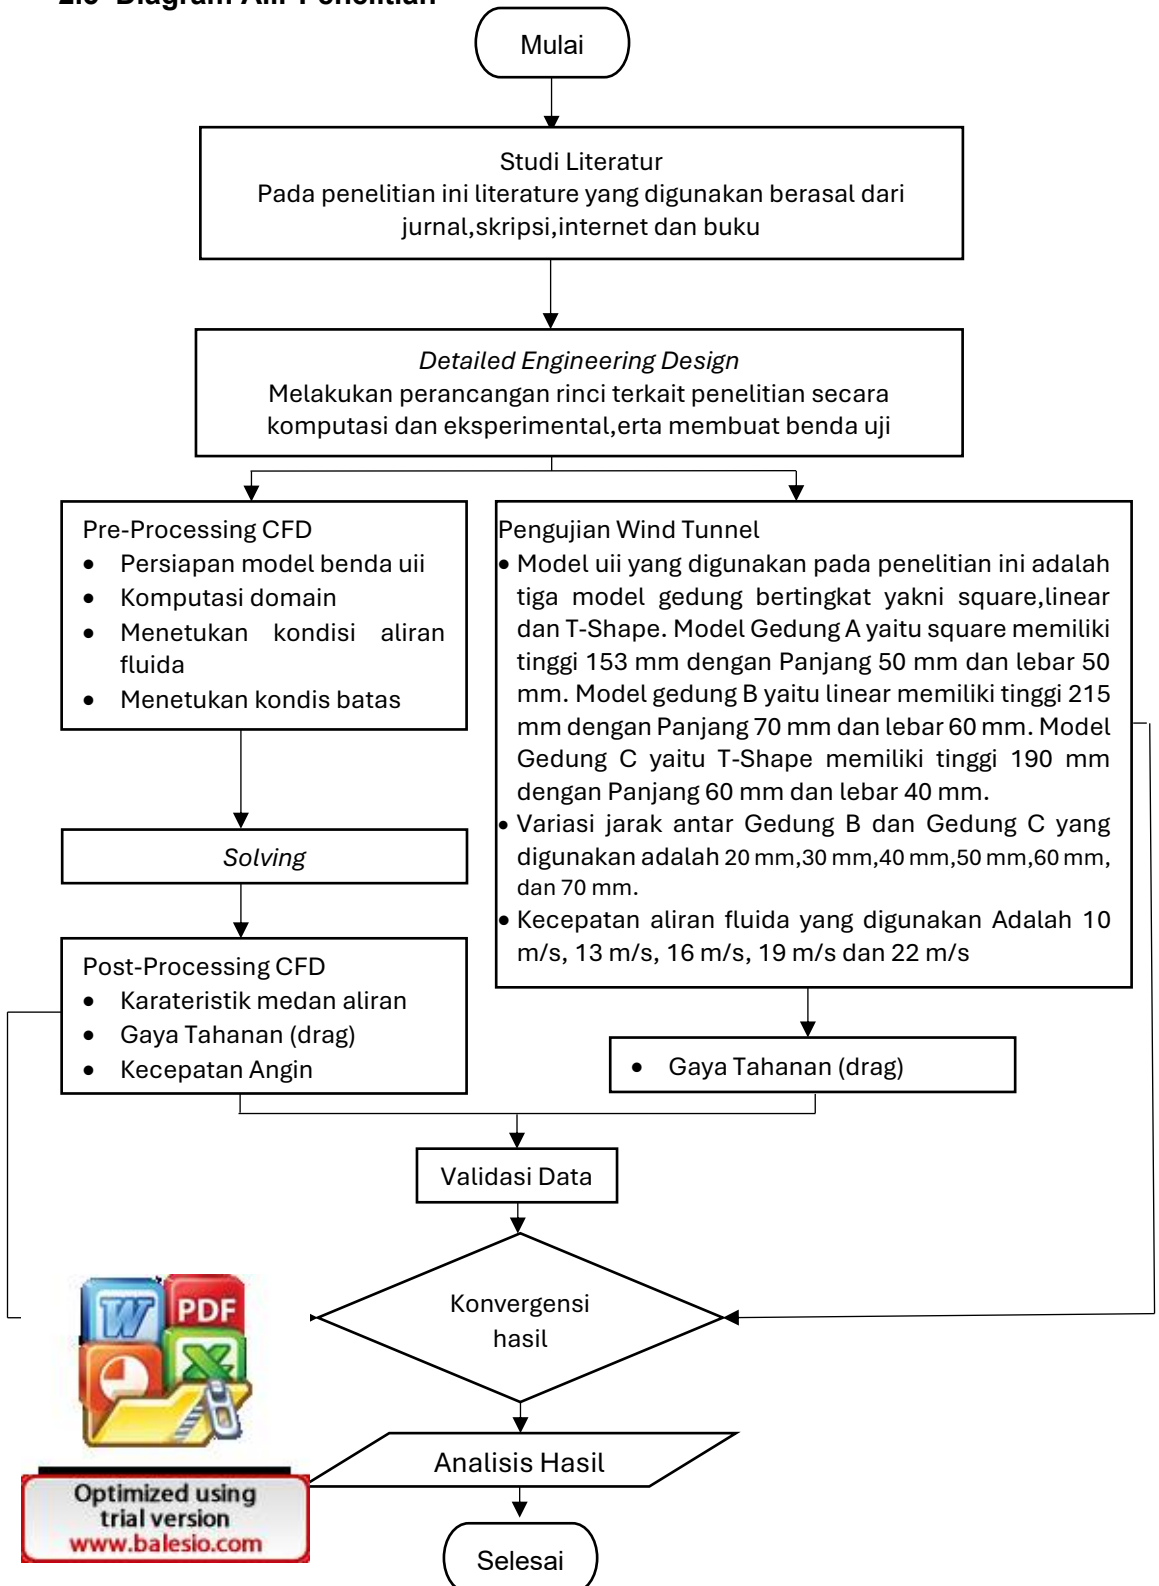 Mulai
Studi Literatur
Pada penelitian ini literature yang digunakan berasal dari
jurnal,skripsi,internet dan buku
Detailed Engineering Design
Melakukan perancangan rinci terkait penelitian secara
komputasi dan eksperimental,erta membuat benda uji
Pre-Processing CFD
• Persiapan model benda uii
• Komputasi domain
• Menetukan kondisi aliran
fluida
• Menetukan kondis batas
Solving
Post-Processing CFD
• Karateristik medan aliran
• Gaya Tahanan (drag)
• Kecepatan Angin
Pengujian Wind Tunnel
• Model uii yang digunakan pada penelitian ini adalah
tiga model gedung bertingkat yakni square,linear
dan T-Shape. Model Gedung A yaitu square memiliki
tinggi 153 mm dengan Panjang 50 mm dan lebar 50
mm. Model gedung B yaitu linear memiliki tinggi 215
mm dengan Panjang 70 mm dan lebar 60 mm. Model
Gedung C yaitu T-Shape memiliki tinggi 190 mm
dengan Panjang 60 mm dan lebar 40 mm.
• Variasi jarak antar Gedung B dan Gedung C yang
digunakan adalah 20 mm,30 mm,40 mm,50 mm,60 mm,
dan 70 mm.
• Kecepatan aliran fluida yang digunakan Adalah 10
m/s, 13 m/s, 16 m/s, 19 m/s dan 22 m/s
• Gaya Tahanan (drag)
Validasi Data
Konvergensi
hasil
Analisis Hasil
Selesai
W
PDF
X
Optimized using
trial version
www.balesio.com